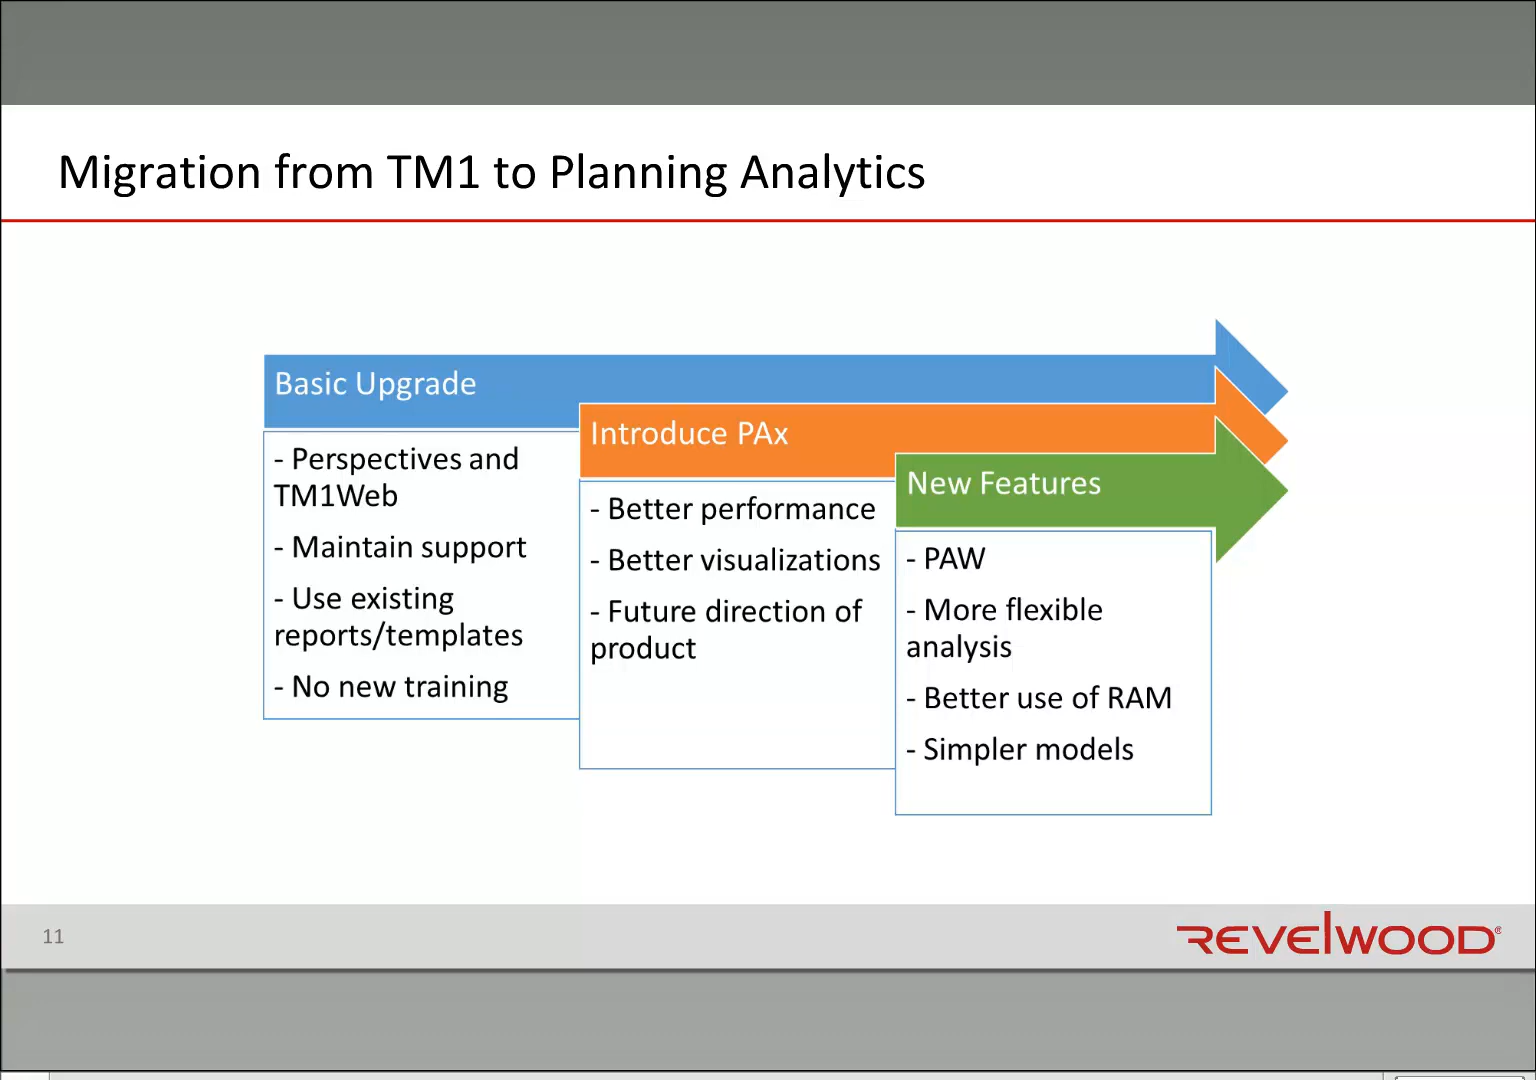 Migration from TM1 to Planning Analytics
Basic Upgrade
- Perspectives and
TM1Web
- Maintain support
- Use existing
reports/templates
- No new training
Introduce PAx
- Better performance
- Better visualizations
- Future direction of
product
New Features
- PAW
- More flexible
analysis
- Better use of RAM
- Simpler models
11
REVELWOOD®